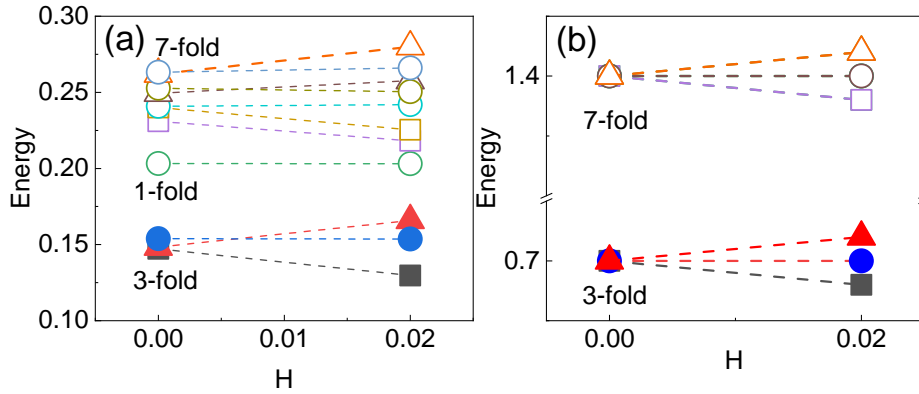 (a)
7-fold
1-fold
3-fold
0.30
0.25
0.20
0.15
0.10
Energy
0.00
0.01
0.02
H
(b)
7-fold
3-fold
1.4
0.7
Energy
0.00
0.02
H